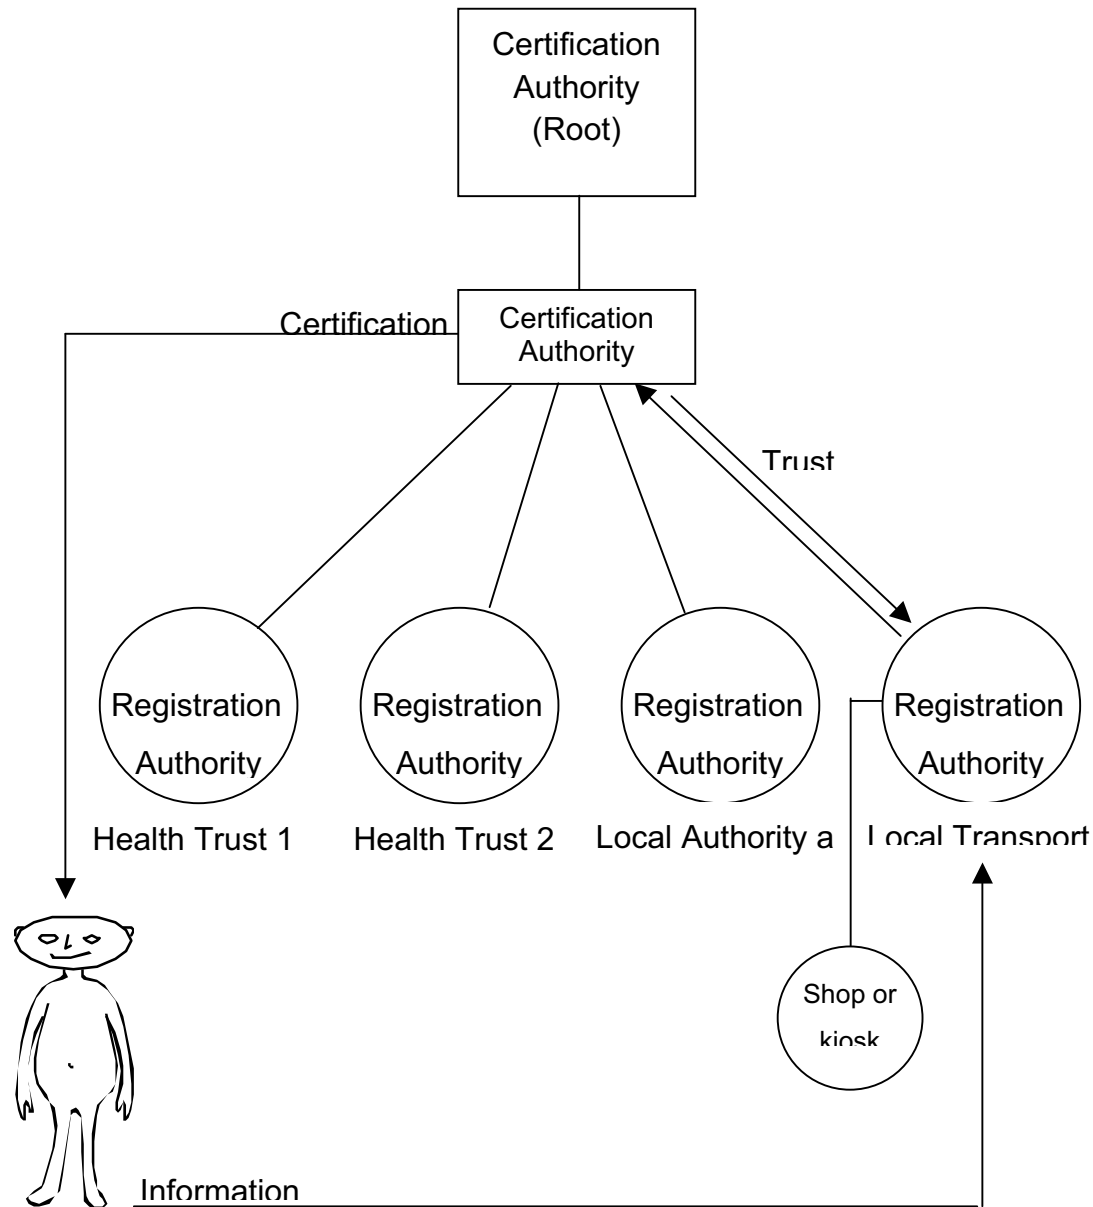 Certification
Authority
(Root)
Certification
Certification
Authority
Trust
Registration
Authority
Registration
Authority
Registration
Authority
Registration
Authority
Health Trust 1
Health Trust 2
Local Authority a
Local Transport
Shop or
kiosk
Information